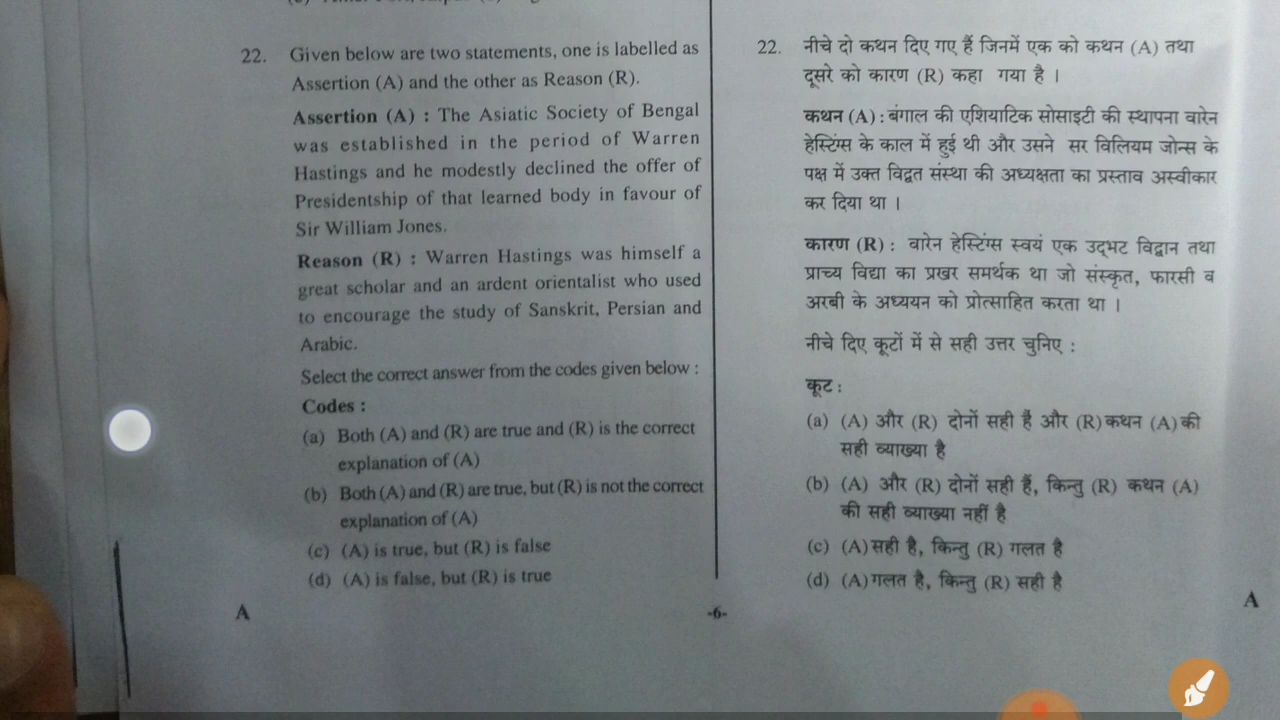 22. Given below are two statements, one is labelled as
Assertion (A) and the other as Reason (R).
Assertion (A) : The Asiatic Society of Bengal
was established in the period of Warren
Hastings and he modestly declined the offer of
Presidentship of that learned body in favour of
Sir William Jones.
Reason (R) : Warren Hastings was himself a
great scholar and an ardent orientalist who used
to encourage the study of Sanskrit, Persian and
Arabic.
Select the correct answer from the codes given below :
Codes :
(a) Both (A) and (R) are true and (R) is the correct
explanation of (A)
(b) Both (A) and (R) are true, but (R) is not the correct
explanation of (A)
(c) (A) is true, but (R) is false
(d) (A) is false, but (R) is true
22. नीचे दो कथन दिए गए हैं जिनमें एक को कथन (A) तथा
दूसरे को कारण (R) कहा गया है ।
कथन (A) : बंगाल की एशियाटिक सोसाइटी की स्थापना वारेन
हेस्टिंग्स के काल में हुई थी और उसने सर विलियम जोन्स के
पक्ष में उक्त विद्वत संस्था की अध्यक्षता का प्रस्ताव अस्वीकार
कर दिया था ।
कारण (R) : वारेन हेस्टिंग्स स्वयं एक उद्‌भट विद्वान तथा
प्राच्य विद्या का प्रखर समर्थक था जो संस्कृत, फारसी व
अरबी के अध्ययन को प्रोत्साहित करता था ।
नीचे दिए कूटों में से सही उत्तर चुनिए :
कूट :
(a) (A) और (R) दोनों सही हैं और (R) कथन (A) की
सही व्याख्या है
(b) (A) और (R) दोनों सही हैं, किन्तु (R) कथन (A)
की सही व्याख्या नहीं है
(c) (A) सही है, किन्तु (R) गलत है
(d) (A) गलत है, किन्तु (R) सही है
A -6- A